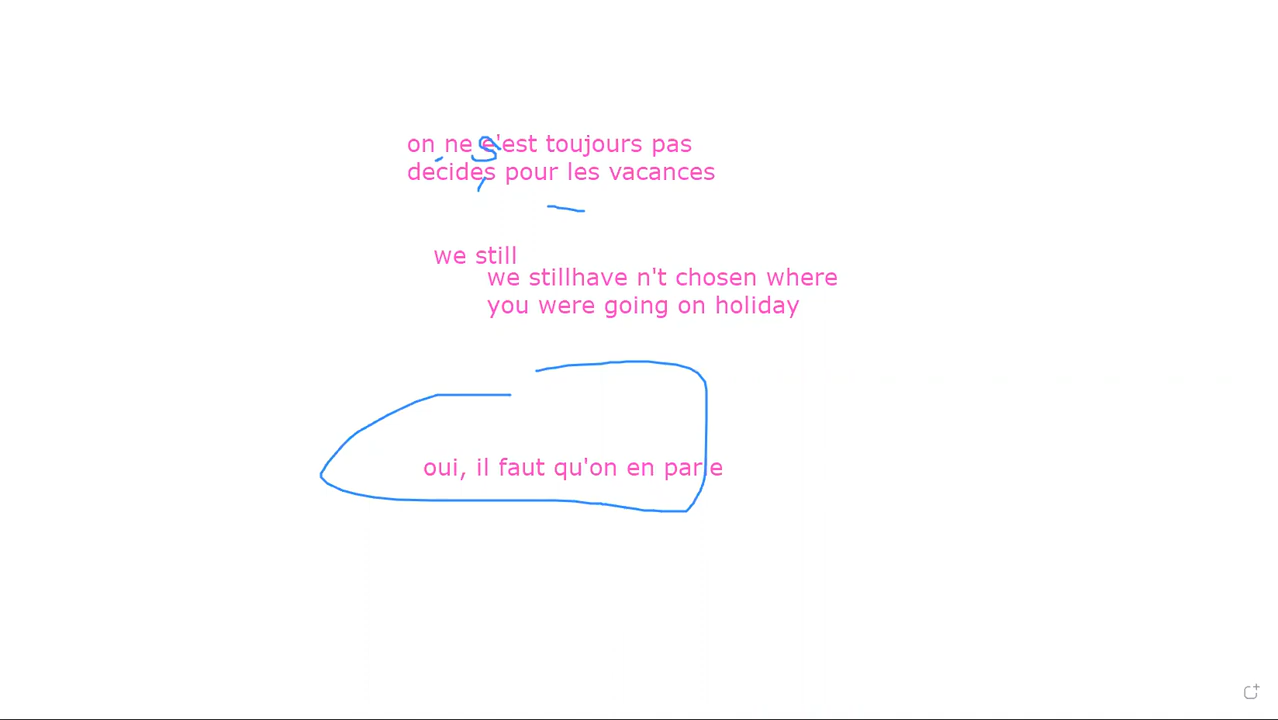 on ne s'est toujours pas
decides pour les vacances
we still
we stillhave n't chosen where
you were going on holiday
oui, il faut qu'on en parle